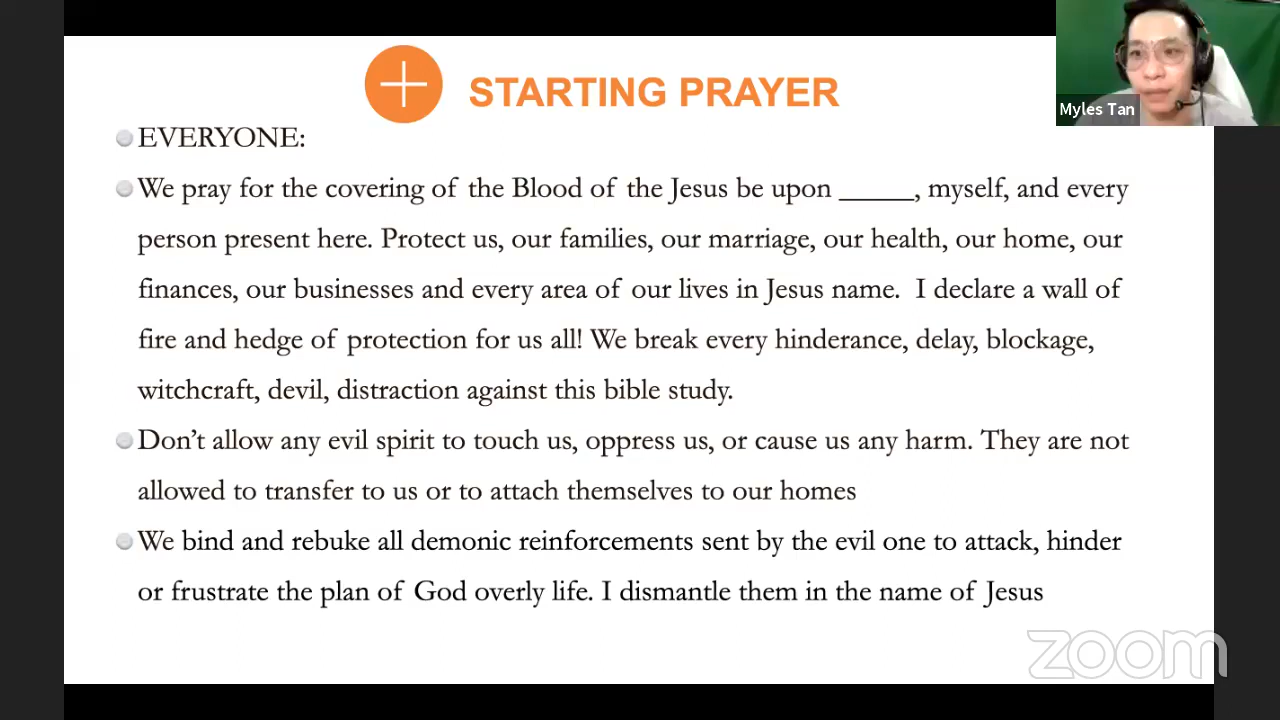 STARTING PRAYER
Myles Tan
EVERYONE:
We pray for the covering of the Blood of the Jesus be upon _____, myself, and every
person present here. Protect us, our families, our marriage, our health, our home, our
finances, our businesses and every area of our lives in Jesus name.  I declare a wall of
fire and hedge of protection for us all! We break every hinderance, delay, blockage,
witchcraft, devil, distraction against this bible study.
Don't allow any evil spirit to touch us, oppress us, or cause us any harm. They are not
allowed to transfer to us or to attach themselves to our homes
We bind and rebuke all demonic reinforcements sent by the evil one to attack, hinder
or frustrate the plan of God overly life. I dismantle them in the name of Jesus
zoom